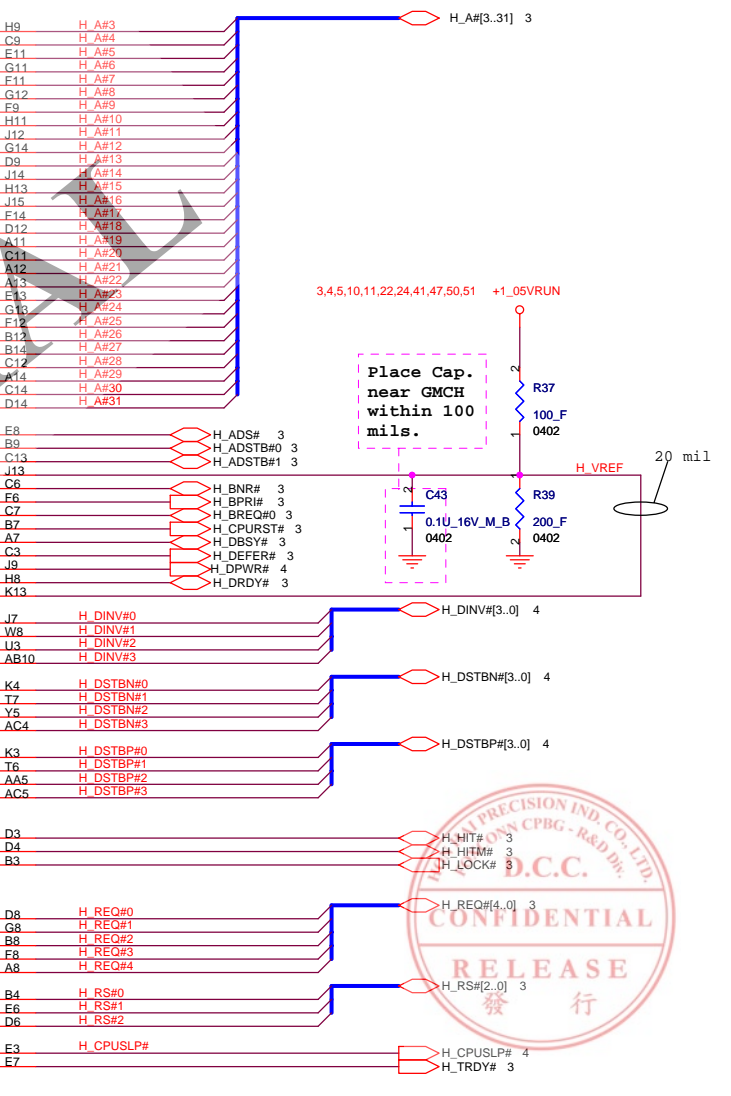 H_A#[3..31] 3
H9 H_A#3
C9 H_A#4
E11 H_A#5
G11 H_A#6
F11 H_A#7
G12 H_A#8
F9 H_A#9
H11 H_A#10
J12 H_A#11
G14 H_A#12
D9 H_A#13
J14 H_A#14
H13 H_A#15
J15 H_A#16
F14 H_A#17
D12 H_A#18
A11 H_A#19
C11 H_A#20
A12 H_A#21
A13 H_A#22
E13 H_A#23
G13 H_A#24
F12 H_A#25
B12 H_A#26
B14 H_A#27
C12 H_A#28
A14 H_A#29
C14 H_A#30
D14 H_A#31
AL
3,4,5,10,11,22,24,41,47,50,51 +1_05VRUN
Place Cap.
near GMCH
within 100
mils.
2
R37
100_F
0402
1
E8 H_ADS# 3
B9 H_ADSTB#0 3
C13 H_ADSTB#1 3
J13 H_VREF
20 mil
C6 H_BNR# 3
F6 H_BPRI# 3
C7 H_BREQ#0 3
B7 H_CPURST# 3
A7 H_DBSY# 3
C3 H_DEFER# 3
J9 H_DPWR# 4
H8 H_DRDY# 3
K13
2
C43
0.1U_16V_M_B
0402
1
1
R39
200_F
0402
2
H_DINV#[3..0] 4
J7 H_DINV#0
W8 H_DINV#1
U3 H_DINV#2
AB10 H_DINV#3
H_DSTBN#[3..0] 4
K4 H_DSTBN#0
T7 H_DSTBN#1
Y5 H_DSTBN#2
AC4 H_DSTBN#3
H_DSTBP#[3..0] 4
K3 H_DSTBP#0
T6 H_DSTBP#1
AA5 H_DSTBP#2
AC5 H_DSTBP#3
D3 H_HIT# 3
D4 H_HITM# 3
B3 H_LOCK# 3
H_REQ#[4..0] 3
D8 H_REQ#0
G8 H_REQ#1
B8 H_REQ#2
F8 H_REQ#3
A8 H_REQ#4
H_RS#[2..0] 3
B4 H_RS#0
E6 H_RS#1
D6 H_RS#2
E3 H_CPUSLP# H_CPUSLP# 4
E7 H_TRDY# 3
PRECISION IND. CO., LTD.
CPBG - R&D Div.
D.C.C.
CONFIDENTIAL
RELEASE
發 行